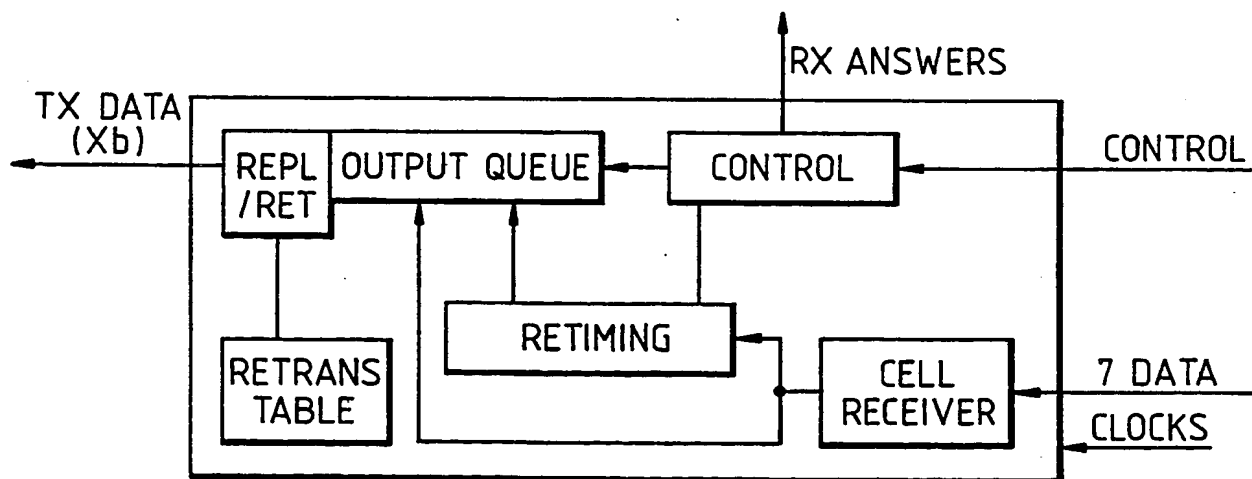 RX ANSWERS
TX DATA
(Xb)
REPL
/RET
OUTPUT QUEUE
CONTROL
CONTROL
RETIMING
RETRANS
TABLE
CELL
RECEIVER
7 DATA
CLOCKS